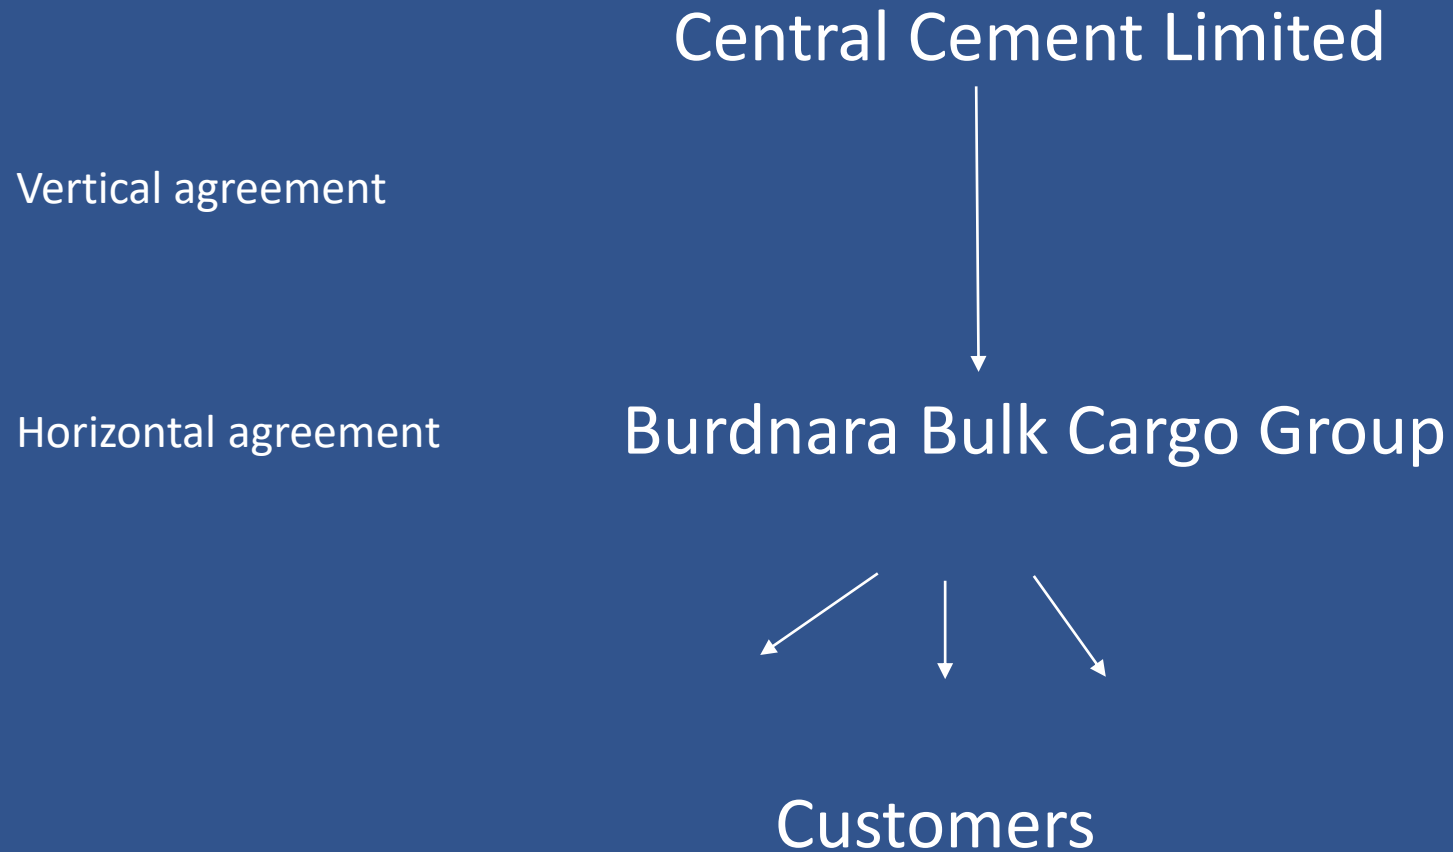 Central Cement Limited
Vertical agreement
Horizontal agreement
Burdnara Bulk Cargo Group
Customers